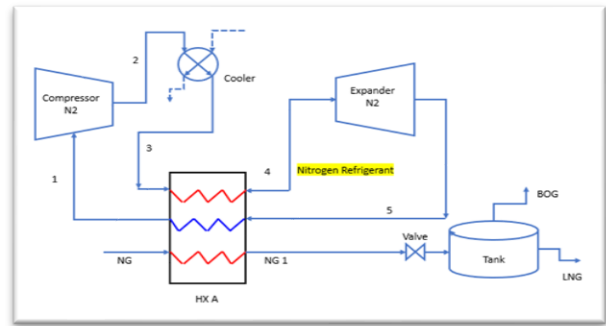 2
Cooler
Compressor
N2
Expander
N2
3
4
Nitrogen Refrigerant
1
5
BOG
Valve
Tank
NG
NG 1
LNG
HX A